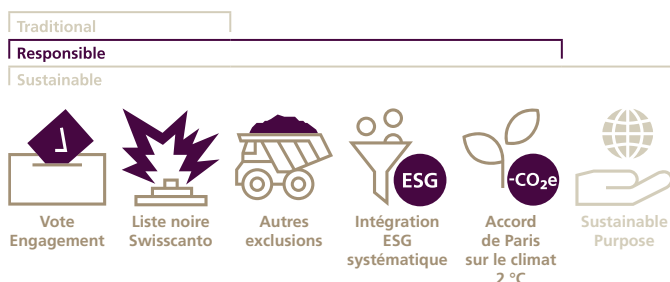 Traditional
Responsible
Sustainable
ESG
-CO₂e
Vote
Engagement
Liste noire
Swisscanto
Autres
exclusions
Intégration
ESG
systématique
Accord
de Paris
sur le climat
2 °C
Sustainable
Purpose